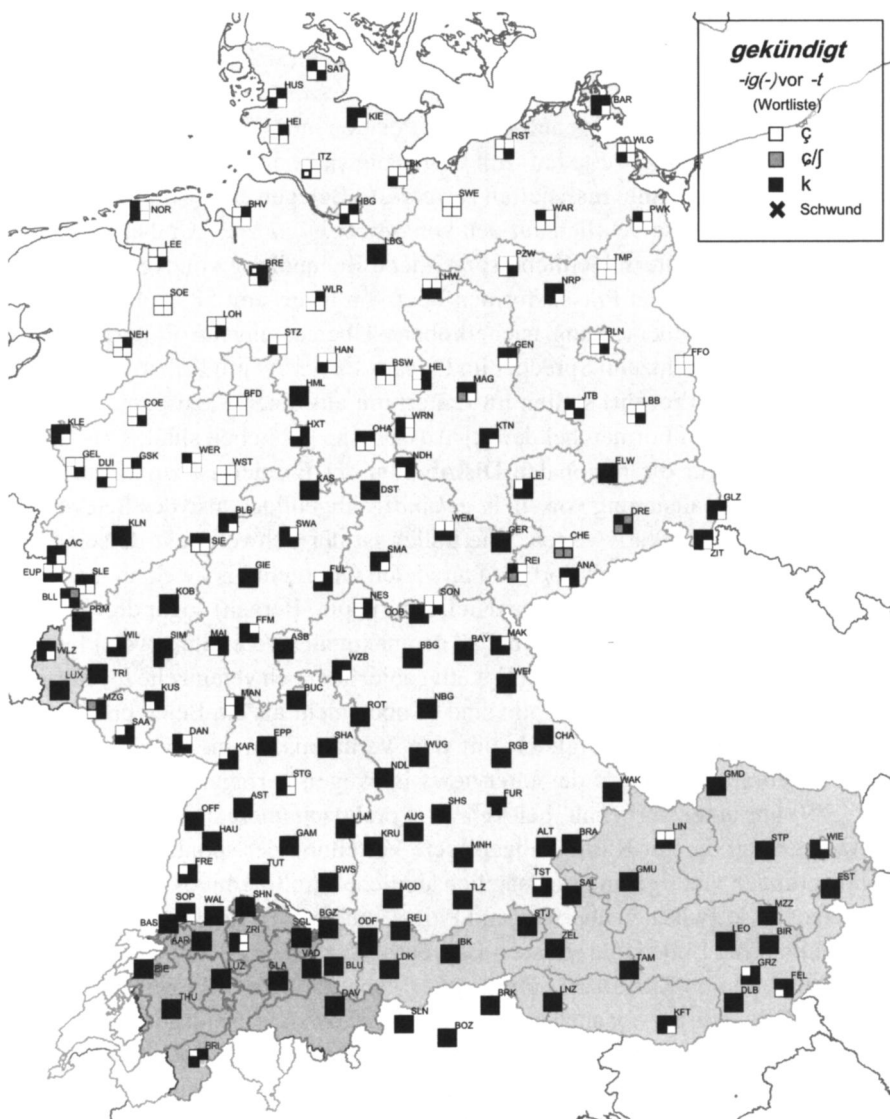 gekündigt
-ig(-) vor -t
(Wortliste)
ç
ɕ/ʃ
k
Schwund
SAT
HUS
KIE
BAR
HEI
RST
WLG
ITZ
SWE
NOR
BHV
HBG
WAR
PWK
LBG
LEE
BRE
PZW
TMP
LHW
NRP
SOE
WLR
LOH
NEH
STZ
BLN
HAN
GEN
FFO
BSW
HEL
MAG
HML
COE
BFD
JTB
LBB
KLE
WRN
HXT
OHA
KTN
GEL
DUI
GSK
WER
WST
NDH
ELW
KAS
DST
LEI
GLZ
KLN
BLB
DRE
WEM
CHE
AAC
SIE
SWA
GER
ZIT
EUP
SLE
GIE
FUL
SMA
REI
ANA
BLL
KOB
NES
SON
PRM
COB
FFM
WIL
SIM
MAI
ASB
BBG
BAY
MAK
WLZ
WZB
LUX
TRI
WEI
KUS
MAN
BUC
NBG
MZG
ROT
SAA
DAN
EPP
SHA
WUG
CHA
KAR
RGB
NDL
STG
WAK
GMD
AST
SHS
FUR
OFF
ULM
AUG
LIN
HAU
GAM
KRU
ALT
BRA
STP
WIE
MNH
FRE
TUT
BWS
TST
GMU
EST
MOD
TLZ
SAL
SOP
WAL
SHN
MZZ
BAS
BGZ
ODF
REU
STJ
AAR
ZRI
SGL
LEO
BIR
IBK
ZEL
BIE
LUZ
GLA
VAD
BLU
LDK
TAM
GRZ
FEL
THU
DAV
BRK
LNZ
DLB
SLN
BOZ
KFT
BRI